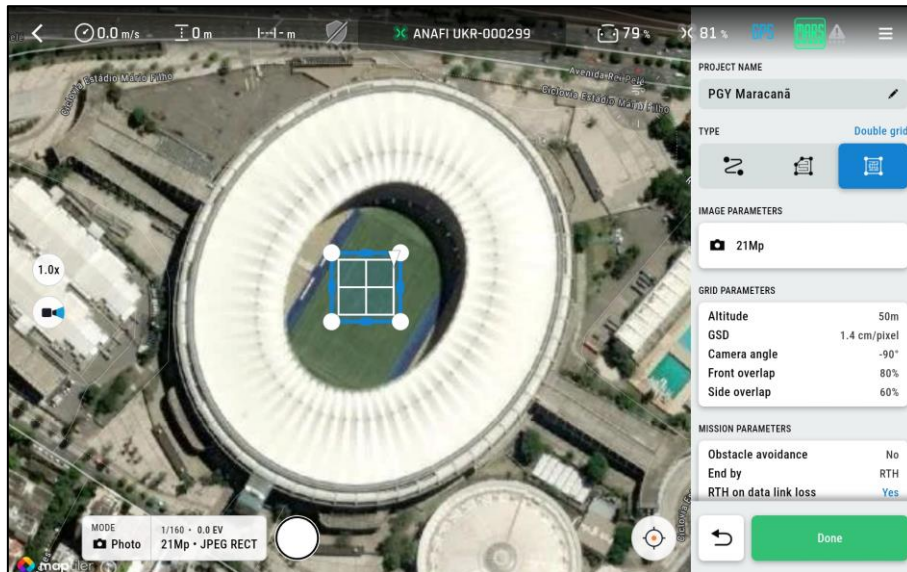 0.0 m/s
0 m
- m
ANAFI UKR-000299
79 %
81 %
GPS
MARS
Avenida Rei Pelé
Ciclovia Estádio Mário Filho
Ciclovia Estádio Mário Filho
1.0x
MODE
Photo
1/160 • 0.0 EV
21Mp • JPEG RECT
maptiler
PROJECT NAME
PGY Maracanã
TYPE
Double grid
IMAGE PARAMETERS
21Mp
GRID PARAMETERS
Altitude 50m
GSD 1.4 cm/pixel
Camera angle -90°
Front overlap 80%
Side overlap 60%
MISSION PARAMETERS
Obstacle avoidance No
End by RTH
RTH on data link loss Yes
Done